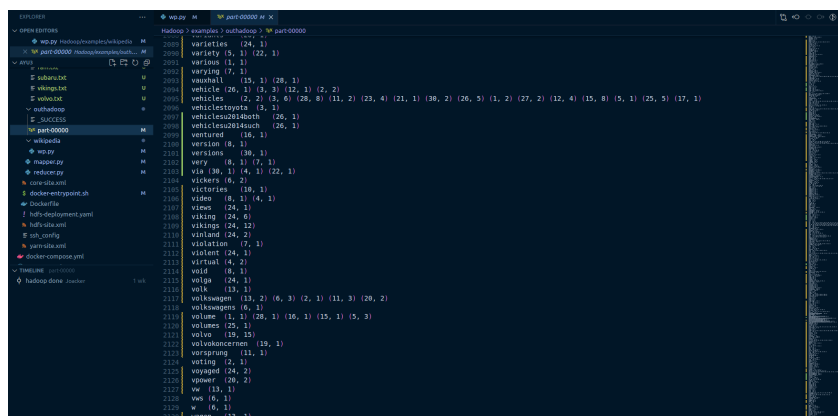 EXPLORER
OPEN EDITORS
wp.py Hadoop/examples/wikipedia M
part-00000 Hadoop/examples/outh... M
AYUS
subaru.txt U
vikings.txt U
volvo.txt U
outhadoop
_SUCCESS
part-00000 M
wikipedia
wp.py M
mapper.py M
reducer.py M
core-site.xml
docker-entrypoint.sh M
Dockerfile
hdfs-deployment.yaml
hdfs-site.xml
ssh_config
yarn-site.xml
docker-compose.yml
TIMELINE part-00000
hadoop done Joacker 1 wk
wp.py M
part-00000 M
Hadoop > examples > outhadoop > part-00000
2089 varieties (24, 1)
2090 variety (5, 1) (22, 1)
2091 various (1, 1)
2092 varying (7, 1)
2093 vauxhall (15, 1) (28, 1)
2094 vehicle (26, 1) (3, 3) (12, 1) (2, 2)
2095 vehicles (2, 2) (3, 6) (28, 8) (11, 2) (23, 4) (21, 1) (30, 2) (26, 5) (1, 2) (27, 2) (12, 4) (15, 8) (5, 1) (25, 5) (17, 1)
2096 vehiclestoyota (3, 1)
2097 vehiclesu2014both (26, 1)
2098 vehiclesu2014such (26, 1)
2099 ventured (16, 1)
2100 version (8, 1)
2101 versions (30, 1)
2102 very (8, 1) (7, 1)
2103 via (30, 1) (4, 1) (22, 1)
2104 vickers (6, 2)
2105 victories (10, 1)
2106 video (8, 1) (4, 1)
2107 views (24, 1)
2108 viking (24, 6)
2109 vikings (24, 12)
2110 vinland (24, 2)
2111 violation (7, 1)
2112 violent (24, 1)
2113 virtual (4, 2)
2114 void (8, 1)
2115 volga (24, 1)
2116 volk (13, 1)
2117 volkswagen (13, 2) (6, 3) (2, 1) (11, 3) (20, 2)
2118 volkswagens (6, 1)
2119 volume (1, 1) (28, 1) (16, 1) (15, 1) (5, 3)
2120 volumes (25, 1)
2121 volvo (19, 15)
2122 volvokoncernen (19, 1)
2123 vorsprung (11, 1)
2124 voting (2, 1)
2125 voyaged (24, 2)
2126 vpower (20, 2)
2127 vw (13, 1)
2128 vws (6, 1)
2129 w (6, 1)